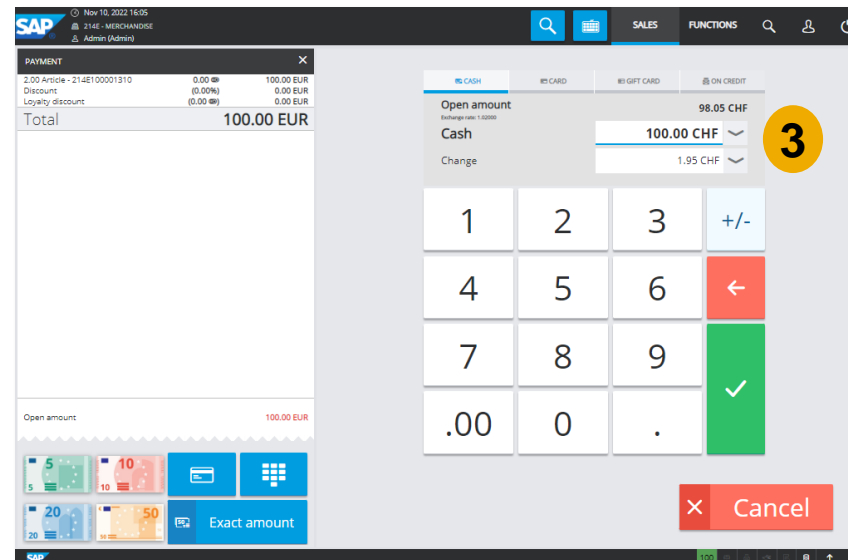 SAP
Nov 10, 2022 16:05
214E - MERCHANDISE
Admin (Admin)
SALES
FUNCTIONS
PAYMENT
2.00 Article - 214E100001310 0.00 100.00 EUR
Discount (0.00%) 0.00 EUR
Loyalty discount (0.00 ) 0.00 EUR
Total 100.00 EUR
Open amount 100.00 EUR
5
5
10
10
20
20
50
50
Exact amount
CASH
CARD
GIFT CARD
ON CREDIT
Open amount 98.05 CHF
Exchange rate: 1.02000
Cash 100.00 CHF
Change 1.95 CHF
3
1 2 3 +/-
4 5 6
7 8 9
.00 0 .
Cancel
SAP
100